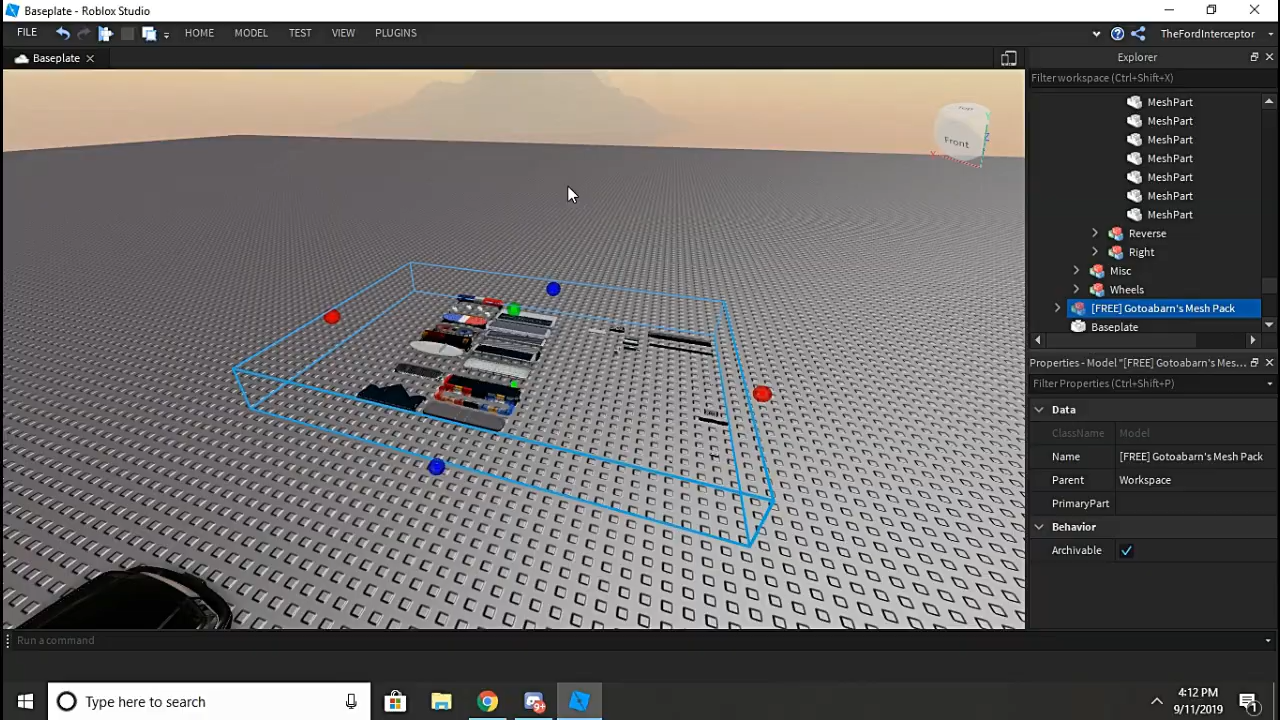 Baseplate - Roblox Studio
FILE HOME MODEL TEST VIEW PLUGINS TheFordInterceptor
Baseplate
Explorer
Filter workspace (Ctrl+Shift+X)
MeshPart
MeshPart
MeshPart
MeshPart
MeshPart
MeshPart
MeshPart
Reverse
Right
Misc
Wheels
[FREE] Gotoabarn's Mesh Pack
Baseplate
Front
Properties - Model "[FREE] Gotoabarn's Mes...
Filter Properties (Ctrl+Shift+P)
Data
ClassName Model
Name [FREE] Gotoabarn's Mesh Pack
Parent Workspace
PrimaryPart
Behavior
Archivable
Run a command
Type here to search
9+
4:12 PM
9/11/2019
1